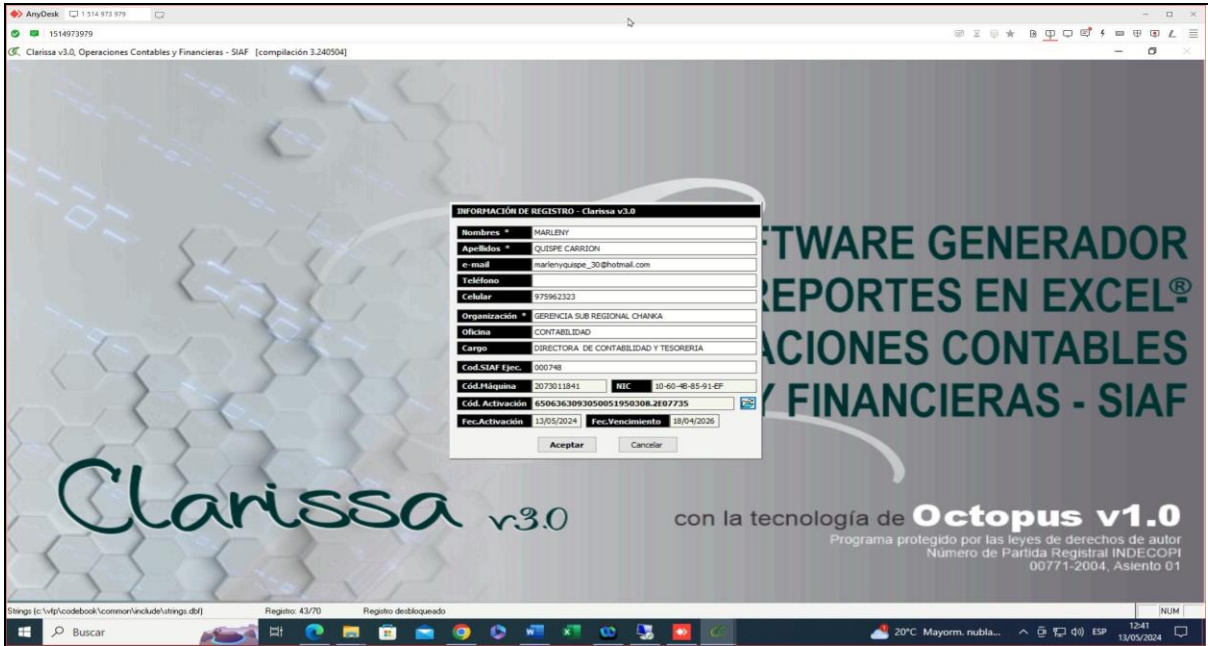 AnyDesk 1 514 973 979
1514973979
Clarissa v3.0, Operaciones Contables y Financieras - SIAF [compilación 3.240504]
INFORMACIÓN DE REGISTRO - Clarissa v3.0
Nombres * MARLENY
Apellidos * QUISPE CARRION
e-mail marlenyquispe_30@hotmail.com
Teléfono
Celular 975962323
Organización * GERENCIA SUB REGIONAL CHANKA
Oficina CONTABILIDAD
Cargo DIRECTORA DE CONTABILIDAD Y TESORERIA
Cod.SIAF Ejec. 000748
Cód.Máquina 2073011841 NIC 10-60-4B-85-91-EF
Cód. Activación 6506363093050051950308.2E07735
Fec.Activación 13/05/2024 Fec.Vencimiento 18/04/2026
Aceptar Cancelar
TWARE GENERADOR
REPORTES EN EXCEL®
ACIONES CONTABLES
Y FINANCIERAS - SIAF
Clarissa v3.0
con la tecnología de Octopus v1.0
Programa protegido por las leyes de derechos de autor
Número de Partida Registral INDECOPI
00771-2004, Asiento 01
Strings (c:\vfp\codebook\common\include\strings.dbf) Registro: 43/70 Registro desbloqueado NUM
Buscar 20°C Mayorm. nubla... ESP 12:41
13/05/2024